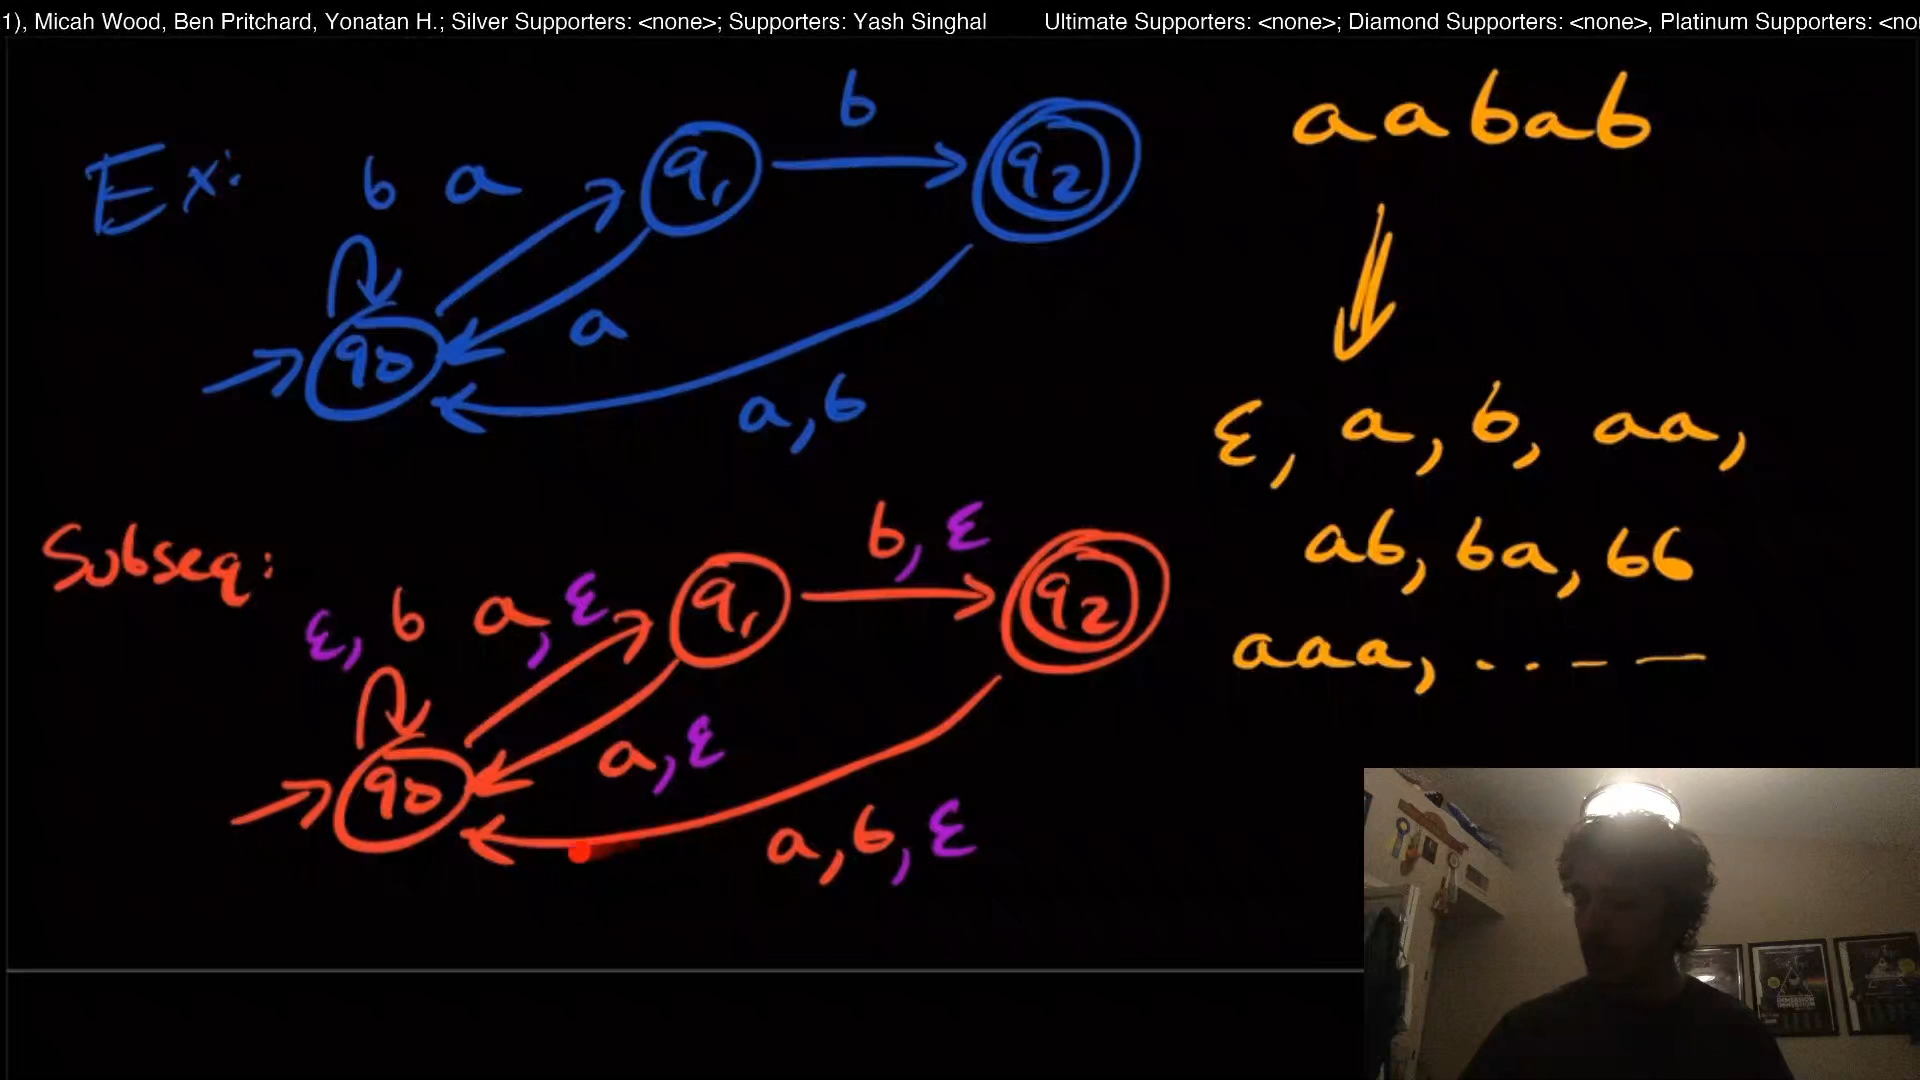 1), Micah Wood, Ben Pritchard, Yonatan H.; Silver Supporters: <none>; Supporters: Yash Singhal Ultimate Supporters: <none>; Diamond Supporters: <none>, Platinum Supporters: <no
Ex:
b a
q1
b
q2
q0
a
a,b
aabab
ε, a, b, aa,
ab, ba, bb
aaa, ....
Subseq:
ε, b a, ε
q1
b, ε
q2
q0
a, ε
a, b, ε